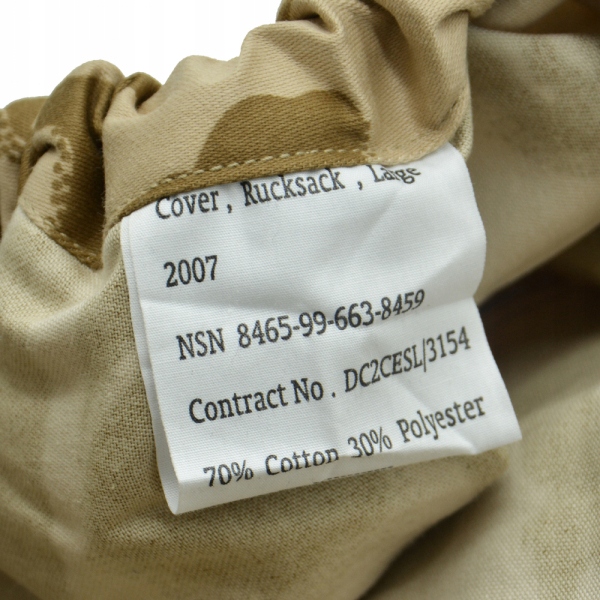 Cover , Rucksack , Large
2007
NSN 8465-99-663-8459
Contract No . DC2CESL/3154
70% Cotton 30% Polyester